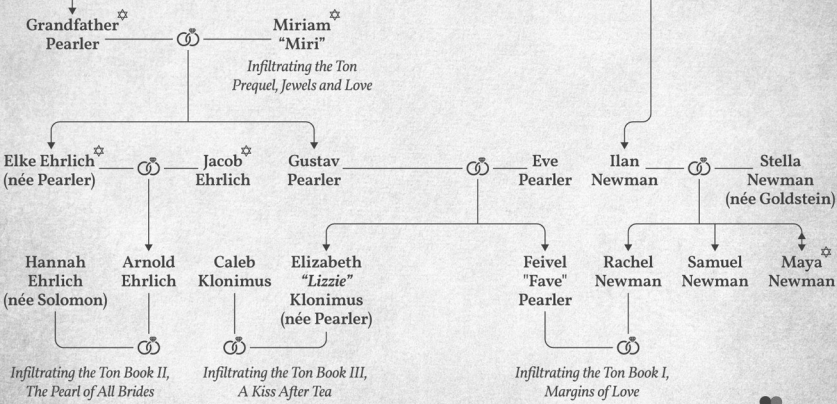 Grandfather
Pearler
Miriam
“Miri”
Infiltrating the Ton
Prequel, Jewels and Love
Elke Ehrlich
(née Pearler)
Jacob
Ehrlich
Gustav
Pearler
Eve
Pearler
Ilan
Newman
Stella
Newman
(née Goldstein)
Hannah
Ehrlich
(née Solomon)
Arnold
Ehrlich
Caleb
Klonimus
Elizabeth
“Lizzie”
Klonimus
(née Pearler)
Feivel
"Fave"
Pearler
Rachel
Newman
Samuel
Newman
Maya
Newman
Infiltrating the Ton Book II,
The Pearl of All Brides
Infiltrating the Ton Book III,
A Kiss After Tea
Infiltrating the Ton Book I,
Margins of Love